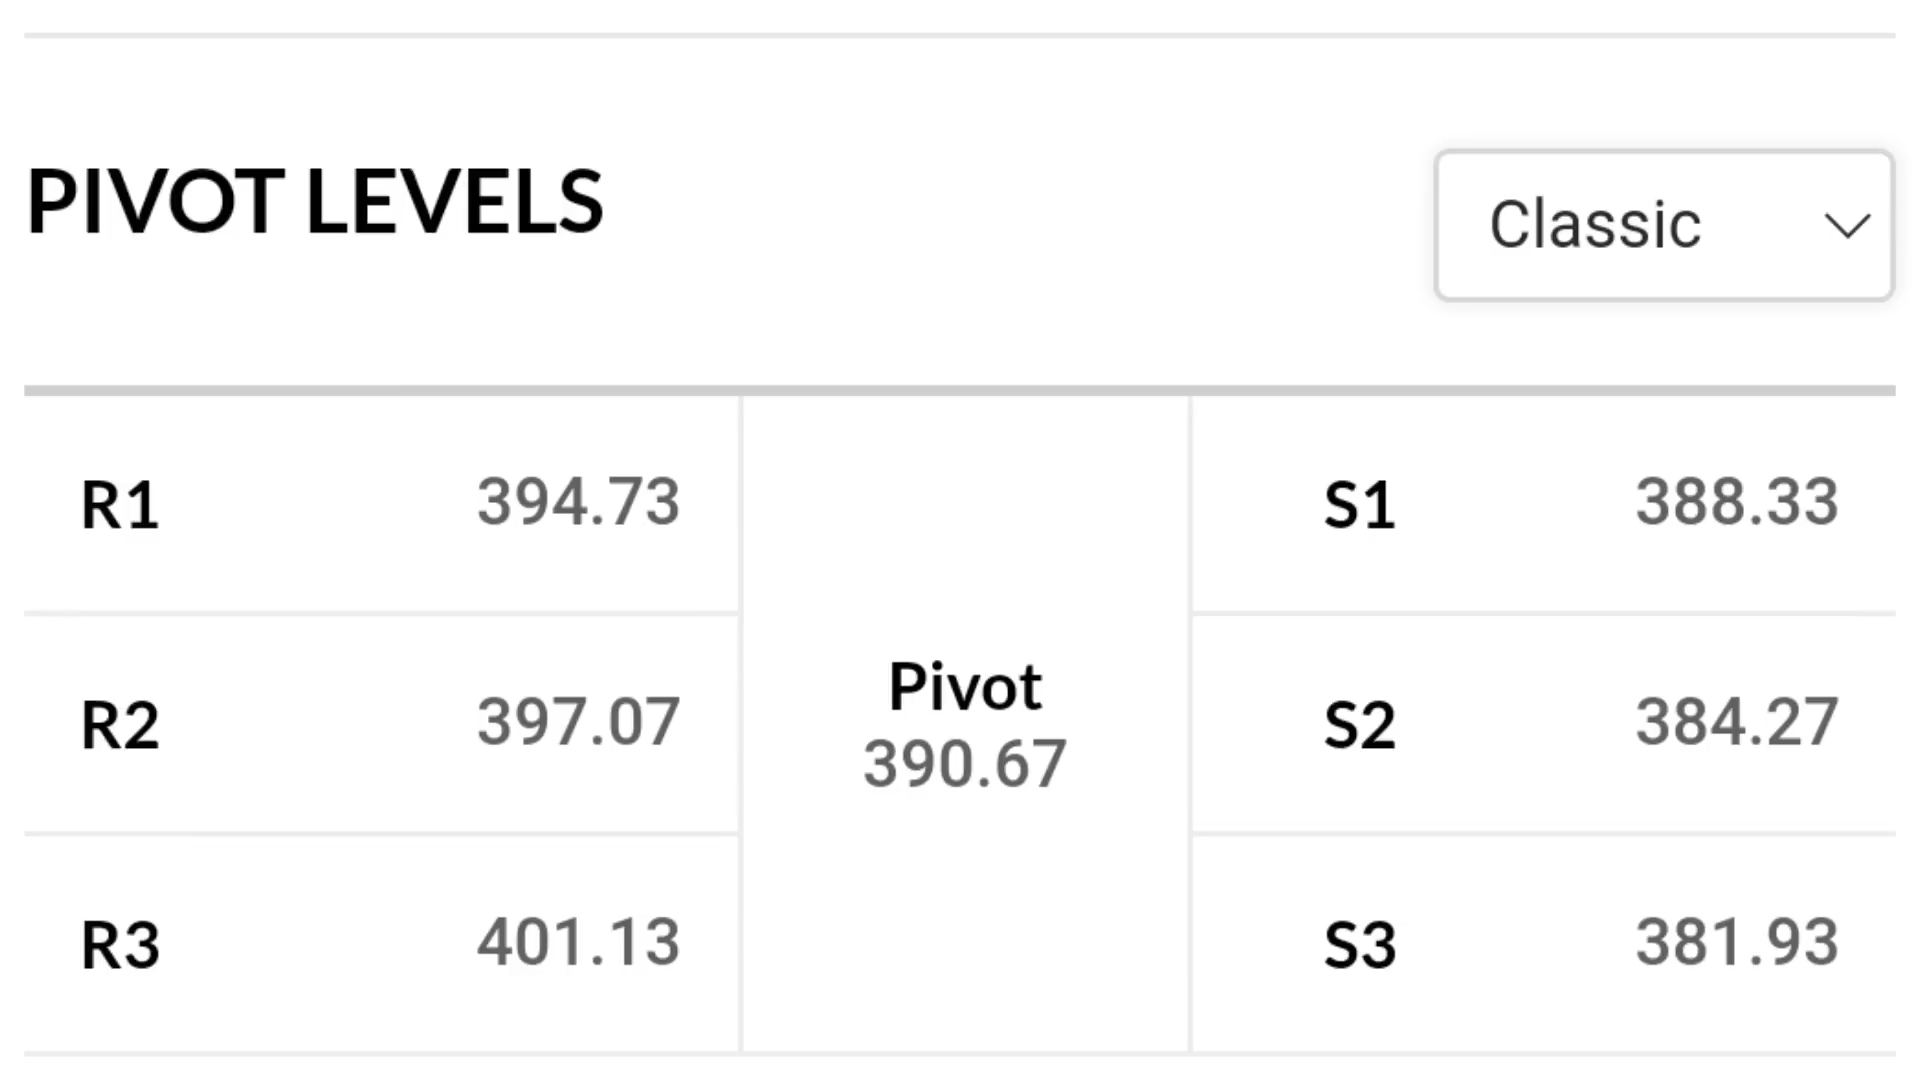 PIVOT LEVELS
Classic
R1 394.73
S1 388.33
R2 397.07
Pivot
390.67
S2 384.27
R3 401.13
S3 381.93